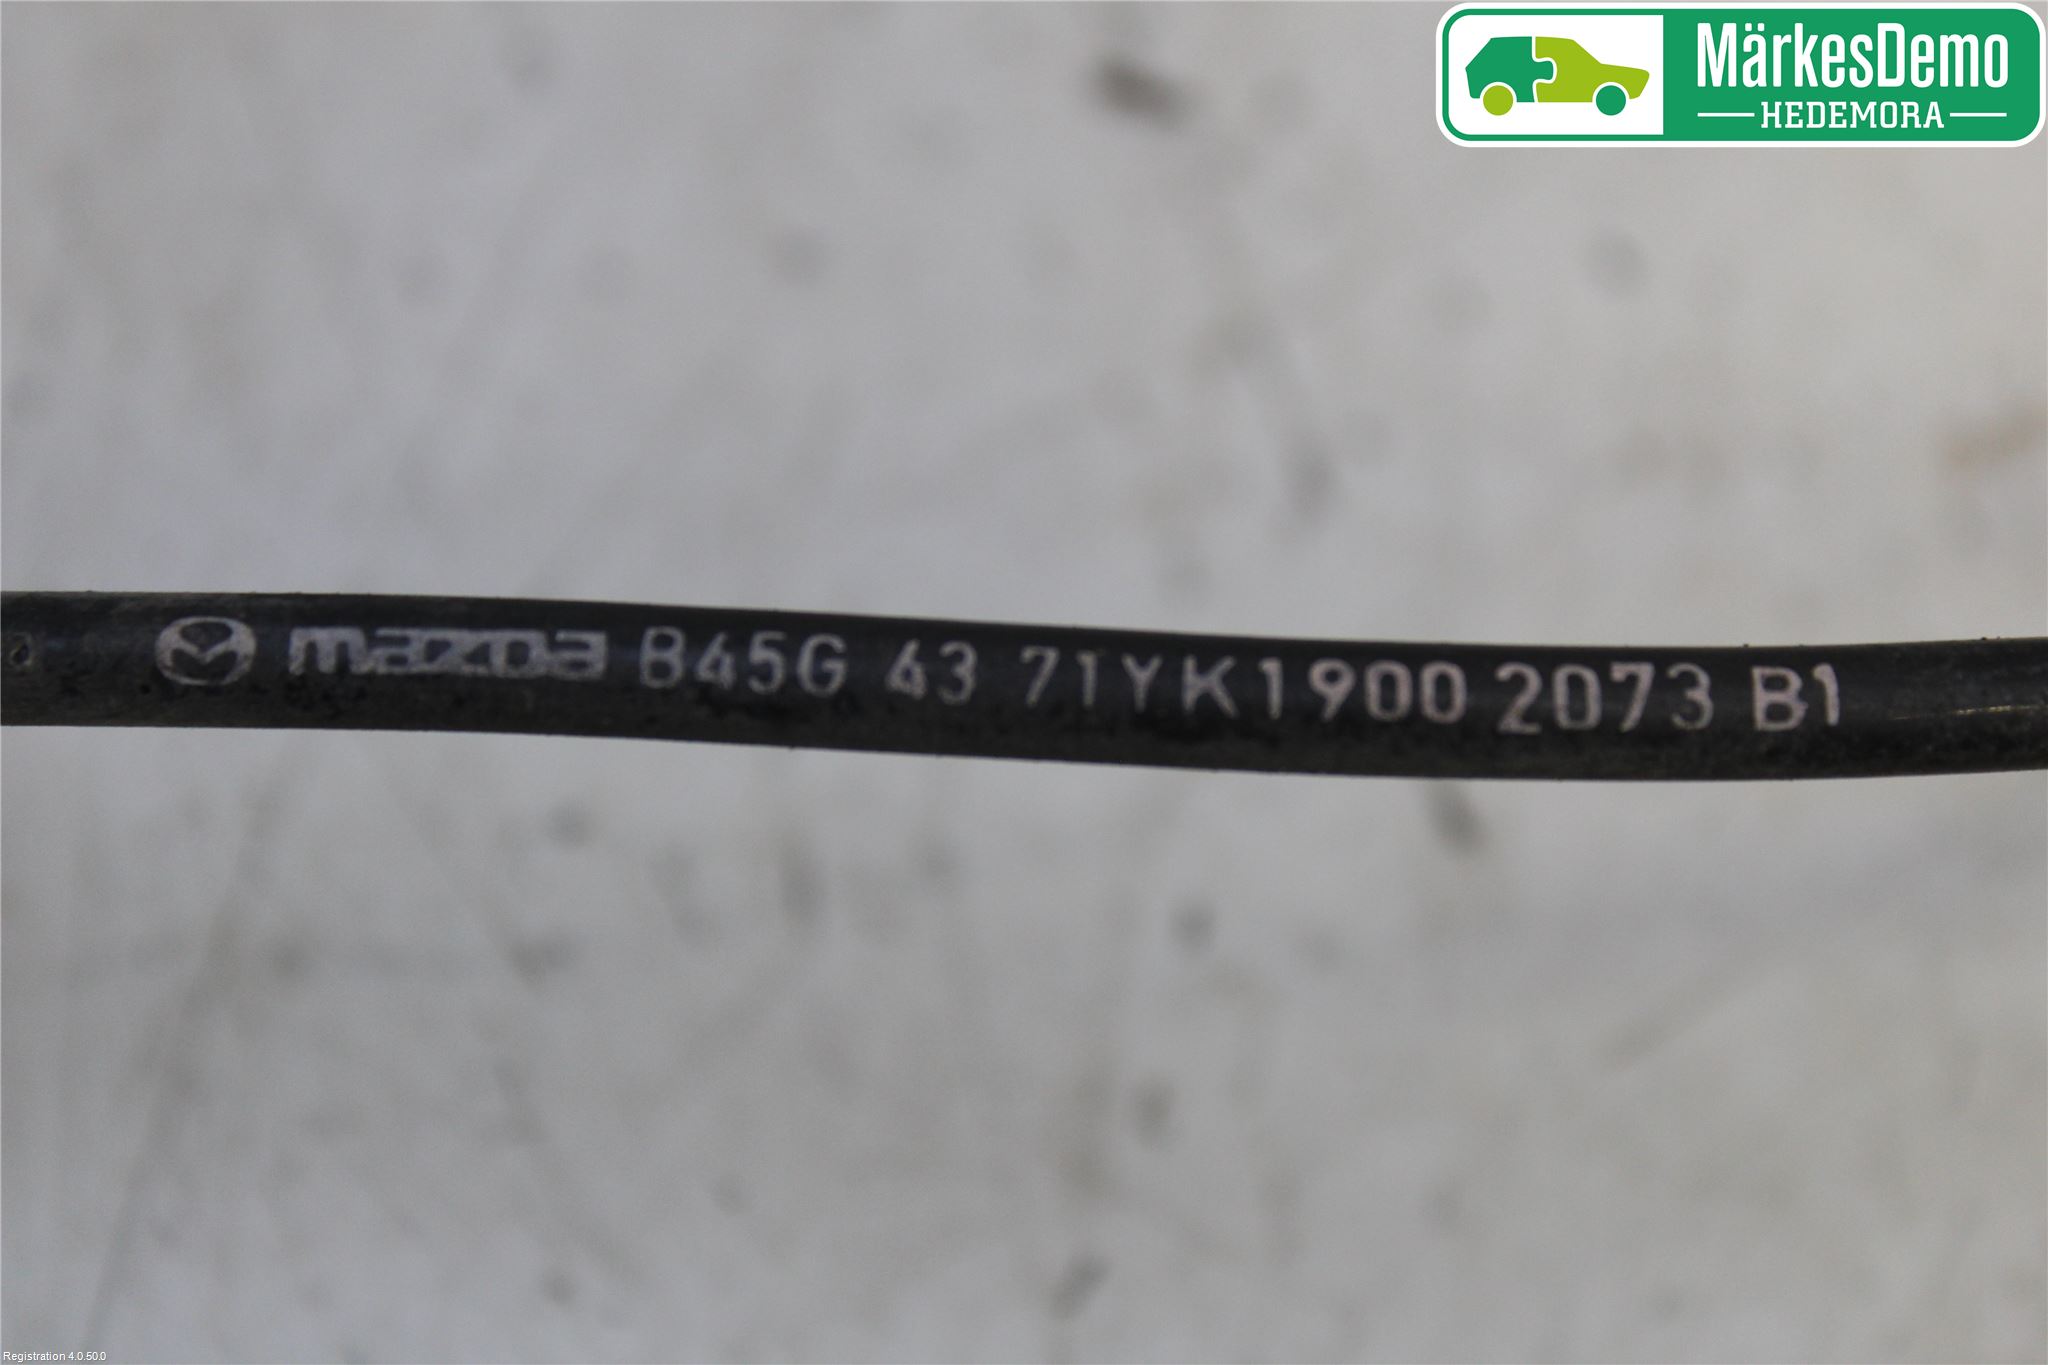 MärkesDemo
HEDEMORA
mazda B45G 43 71YK1900 2073 B1
Registration 4.0.50.0